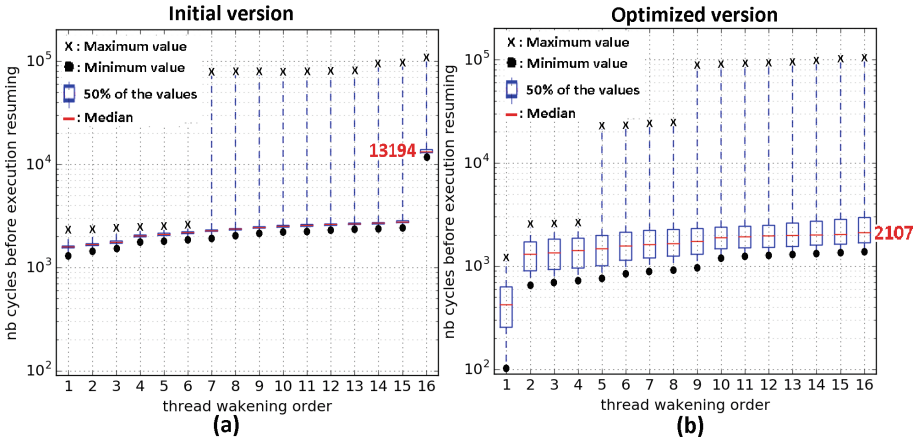 Initial version
X : Maximum value
● : Minimum value
: 50% of the values
: Median
nb cycles before execution resuming
10^5
10^4
10^3
10^2
13194
1 2 3 4 5 6 7 8 9 10 11 12 13 14 15 16
thread wakening order
(a)
Optimized version
X : Maximum value
● : Minimum value
50% of the values
: Median
nb cycles before execution resuming
10^5
10^4
10^3
10^2
2107
1 2 3 4 5 6 7 8 9 10 11 12 13 14 15 16
thread wakening order
(b)